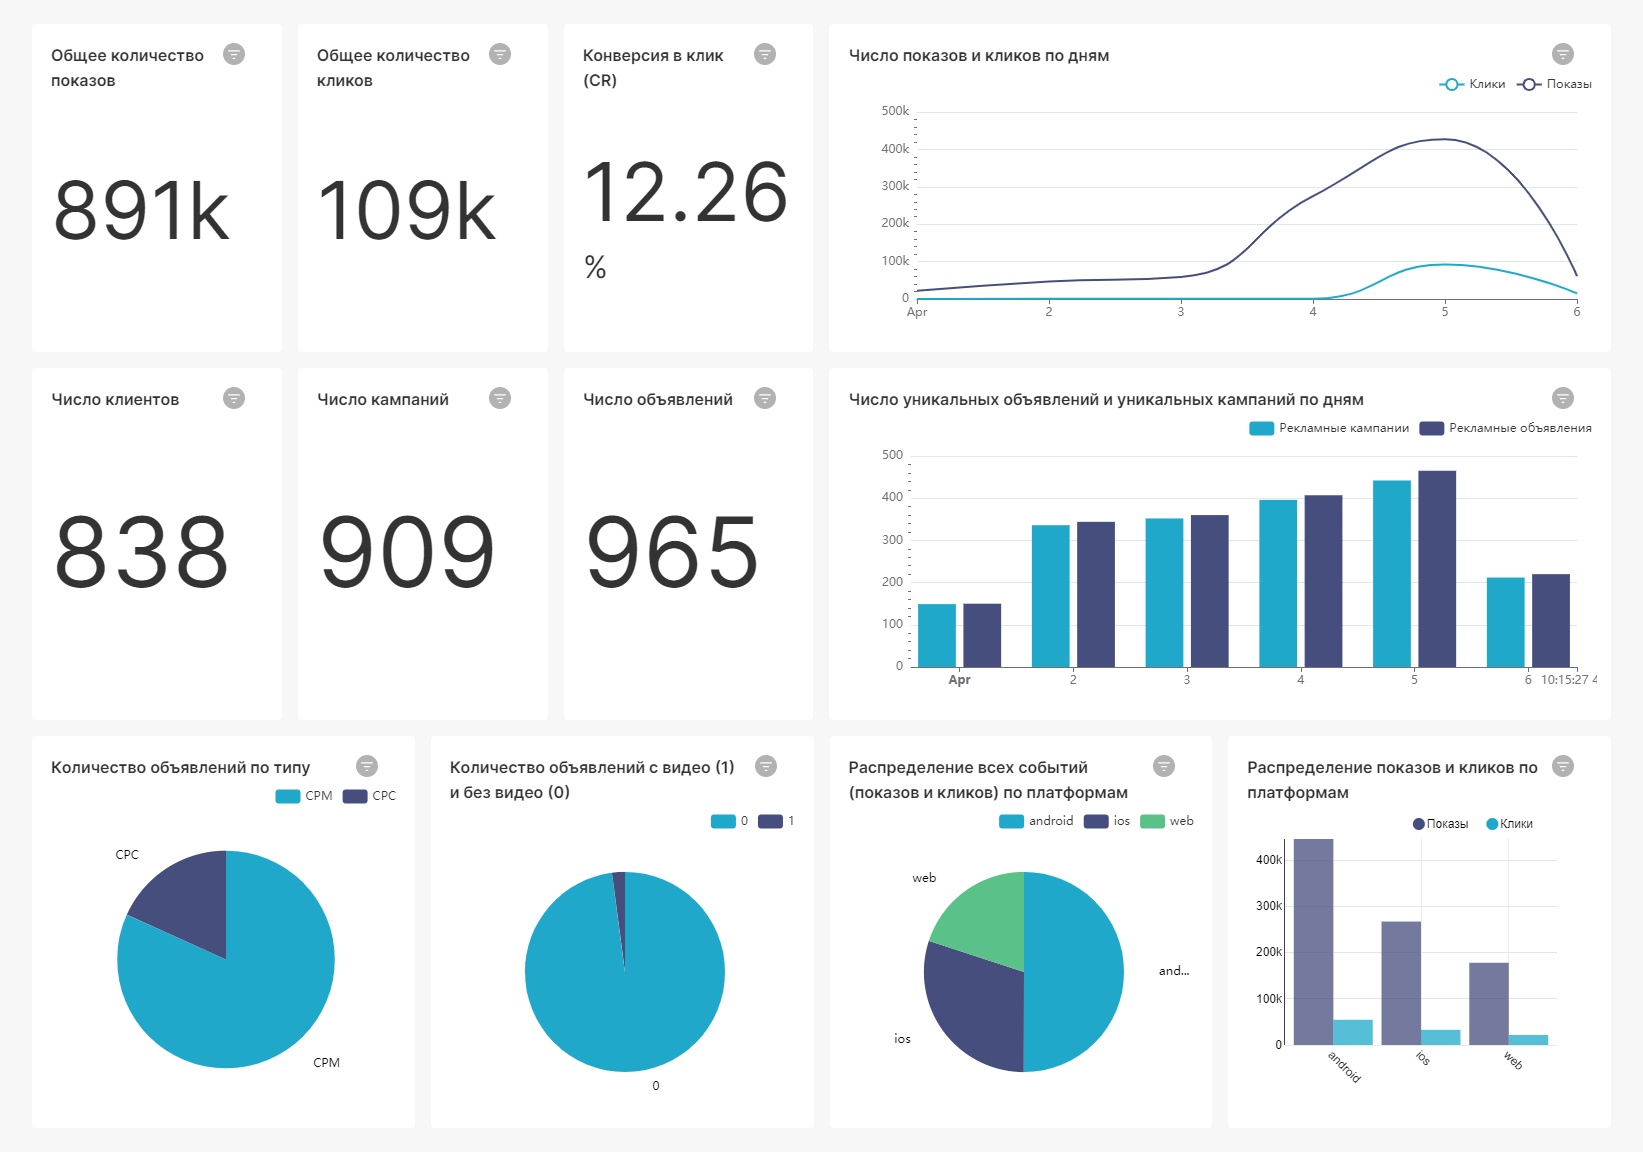 Общее количество
показов
891k
Общее количество
кликов
109k
Конверсия в клик
(CR)
12.26
%
Число показов и кликов по дням
Клики Показы
500k
400k
300k
200k
100k
0
Apr 2 3 4 5 6
Число клиентов
838
Число кампаний
909
Число объявлений
965
Число уникальных объявлений и уникальных кампаний по дням
Рекламные кампании Рекламные объявления
500
400
300
200
100
0
Apr 2 3 4 5 6 10:15:27 4
Количество объявлений по типу
CPM CPC
CPC
CPM
Количество объявлений с видео (1)
и без видео (0)
0 1
0
Распределение всех событий
(показов и кликов) по платформам
android ios web
web
and...
ios
Распределение показов и кликов по
платформам
Показы Клики
400k
300k
200k
100k
0
android ios web